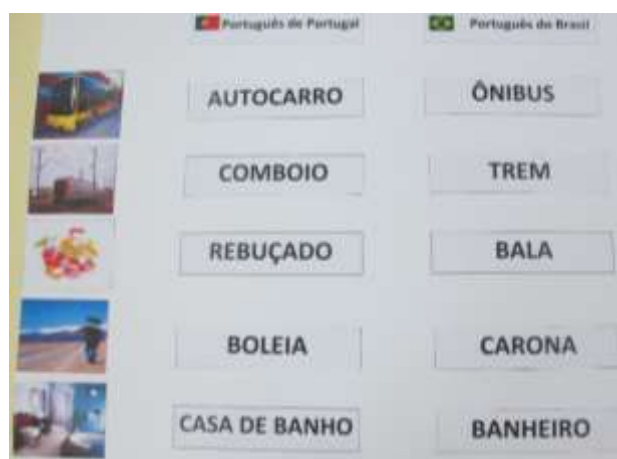 Português de Portugal Português do Brasil
AUTOCARRO ÔNIBUS
COMBOIO TREM
REBUÇADO BALA
BOLEIA CARONA
CASA DE BANHO BANHEIRO